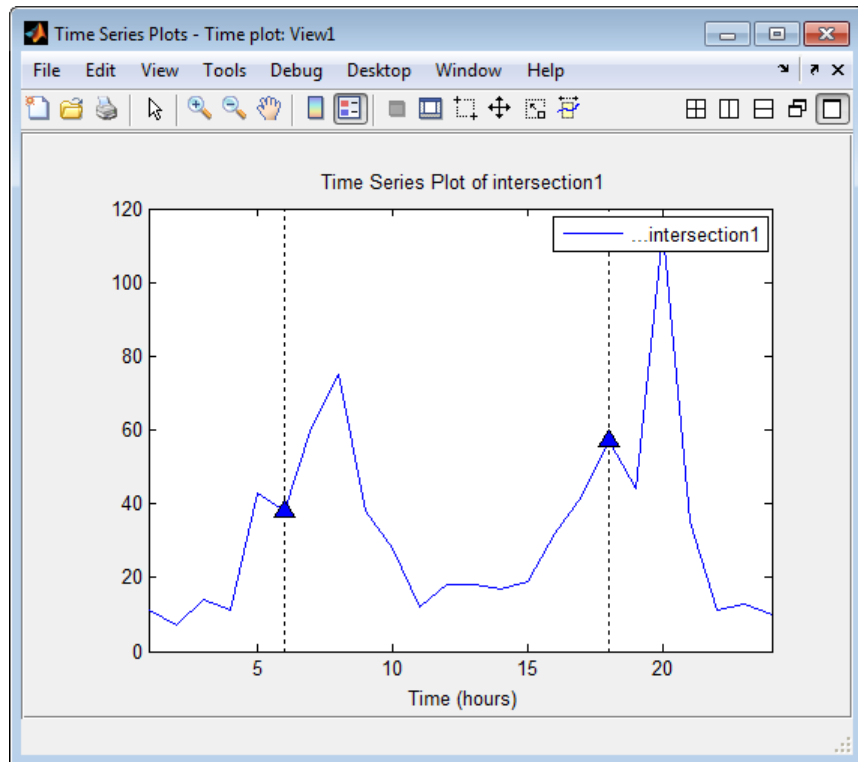 Time Series Plots - Time plot: View1
File Edit View Tools Debug Desktop Window Help
Time Series Plot of intersection1
120
...intersection1
100
80
60
40
20
0
5 10 15 20
Time (hours)